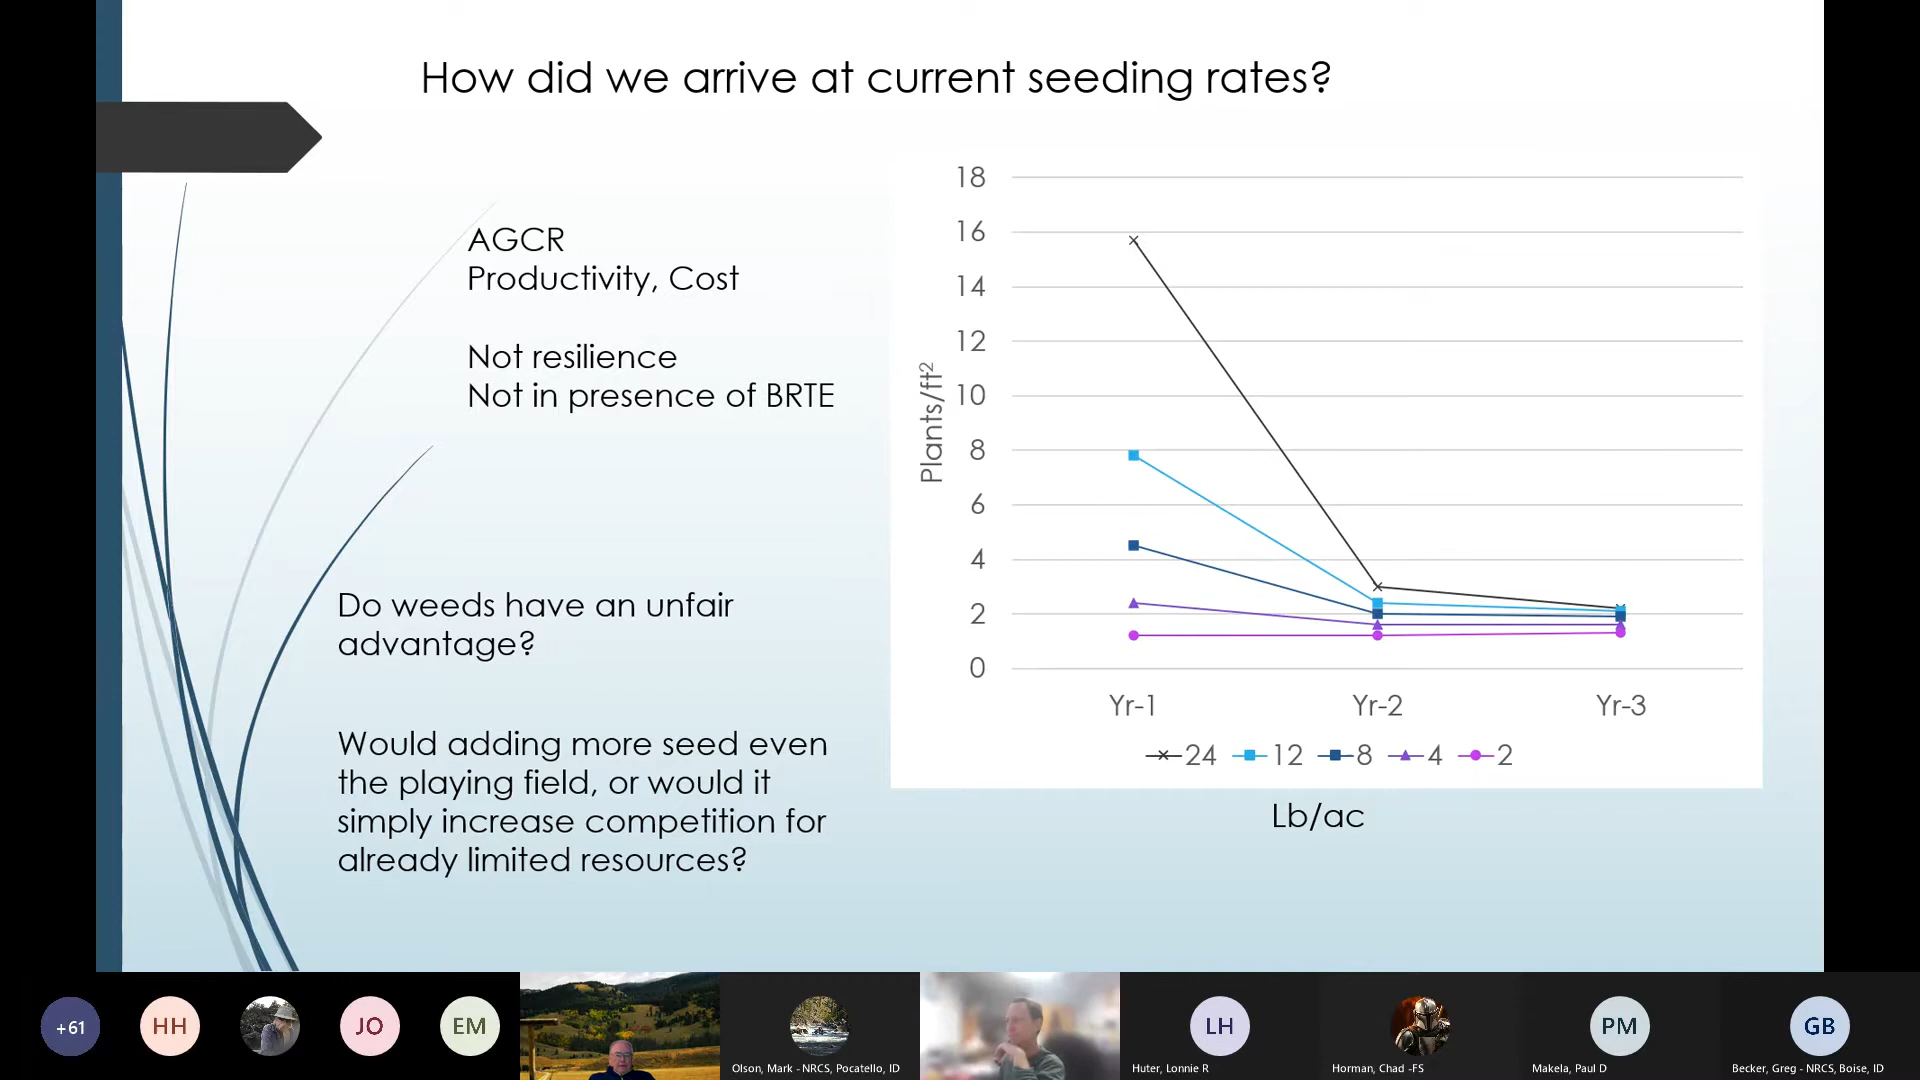 How did we arrive at current seeding rates?
AGCR
Productivity, Cost
Not resilience
Not in presence of BRTE
Do weeds have an unfair
advantage?
Would adding more seed even
the playing field, or would it
simply increase competition for
already limited resources?
Plants/ft²
18
16
14
12
10
8
6
4
2
0
Yr-1 Yr-2 Yr-3
24 12 8 4 2
Lb/ac
+61
HH
JO
EM
Olson, Mark - NRCS, Pocatello, ID
LH
Huter, Lonnie R
Horman, Chad -FS
PM
Makela, Paul D
GB
Becker, Greg - NRCS, Boise, ID